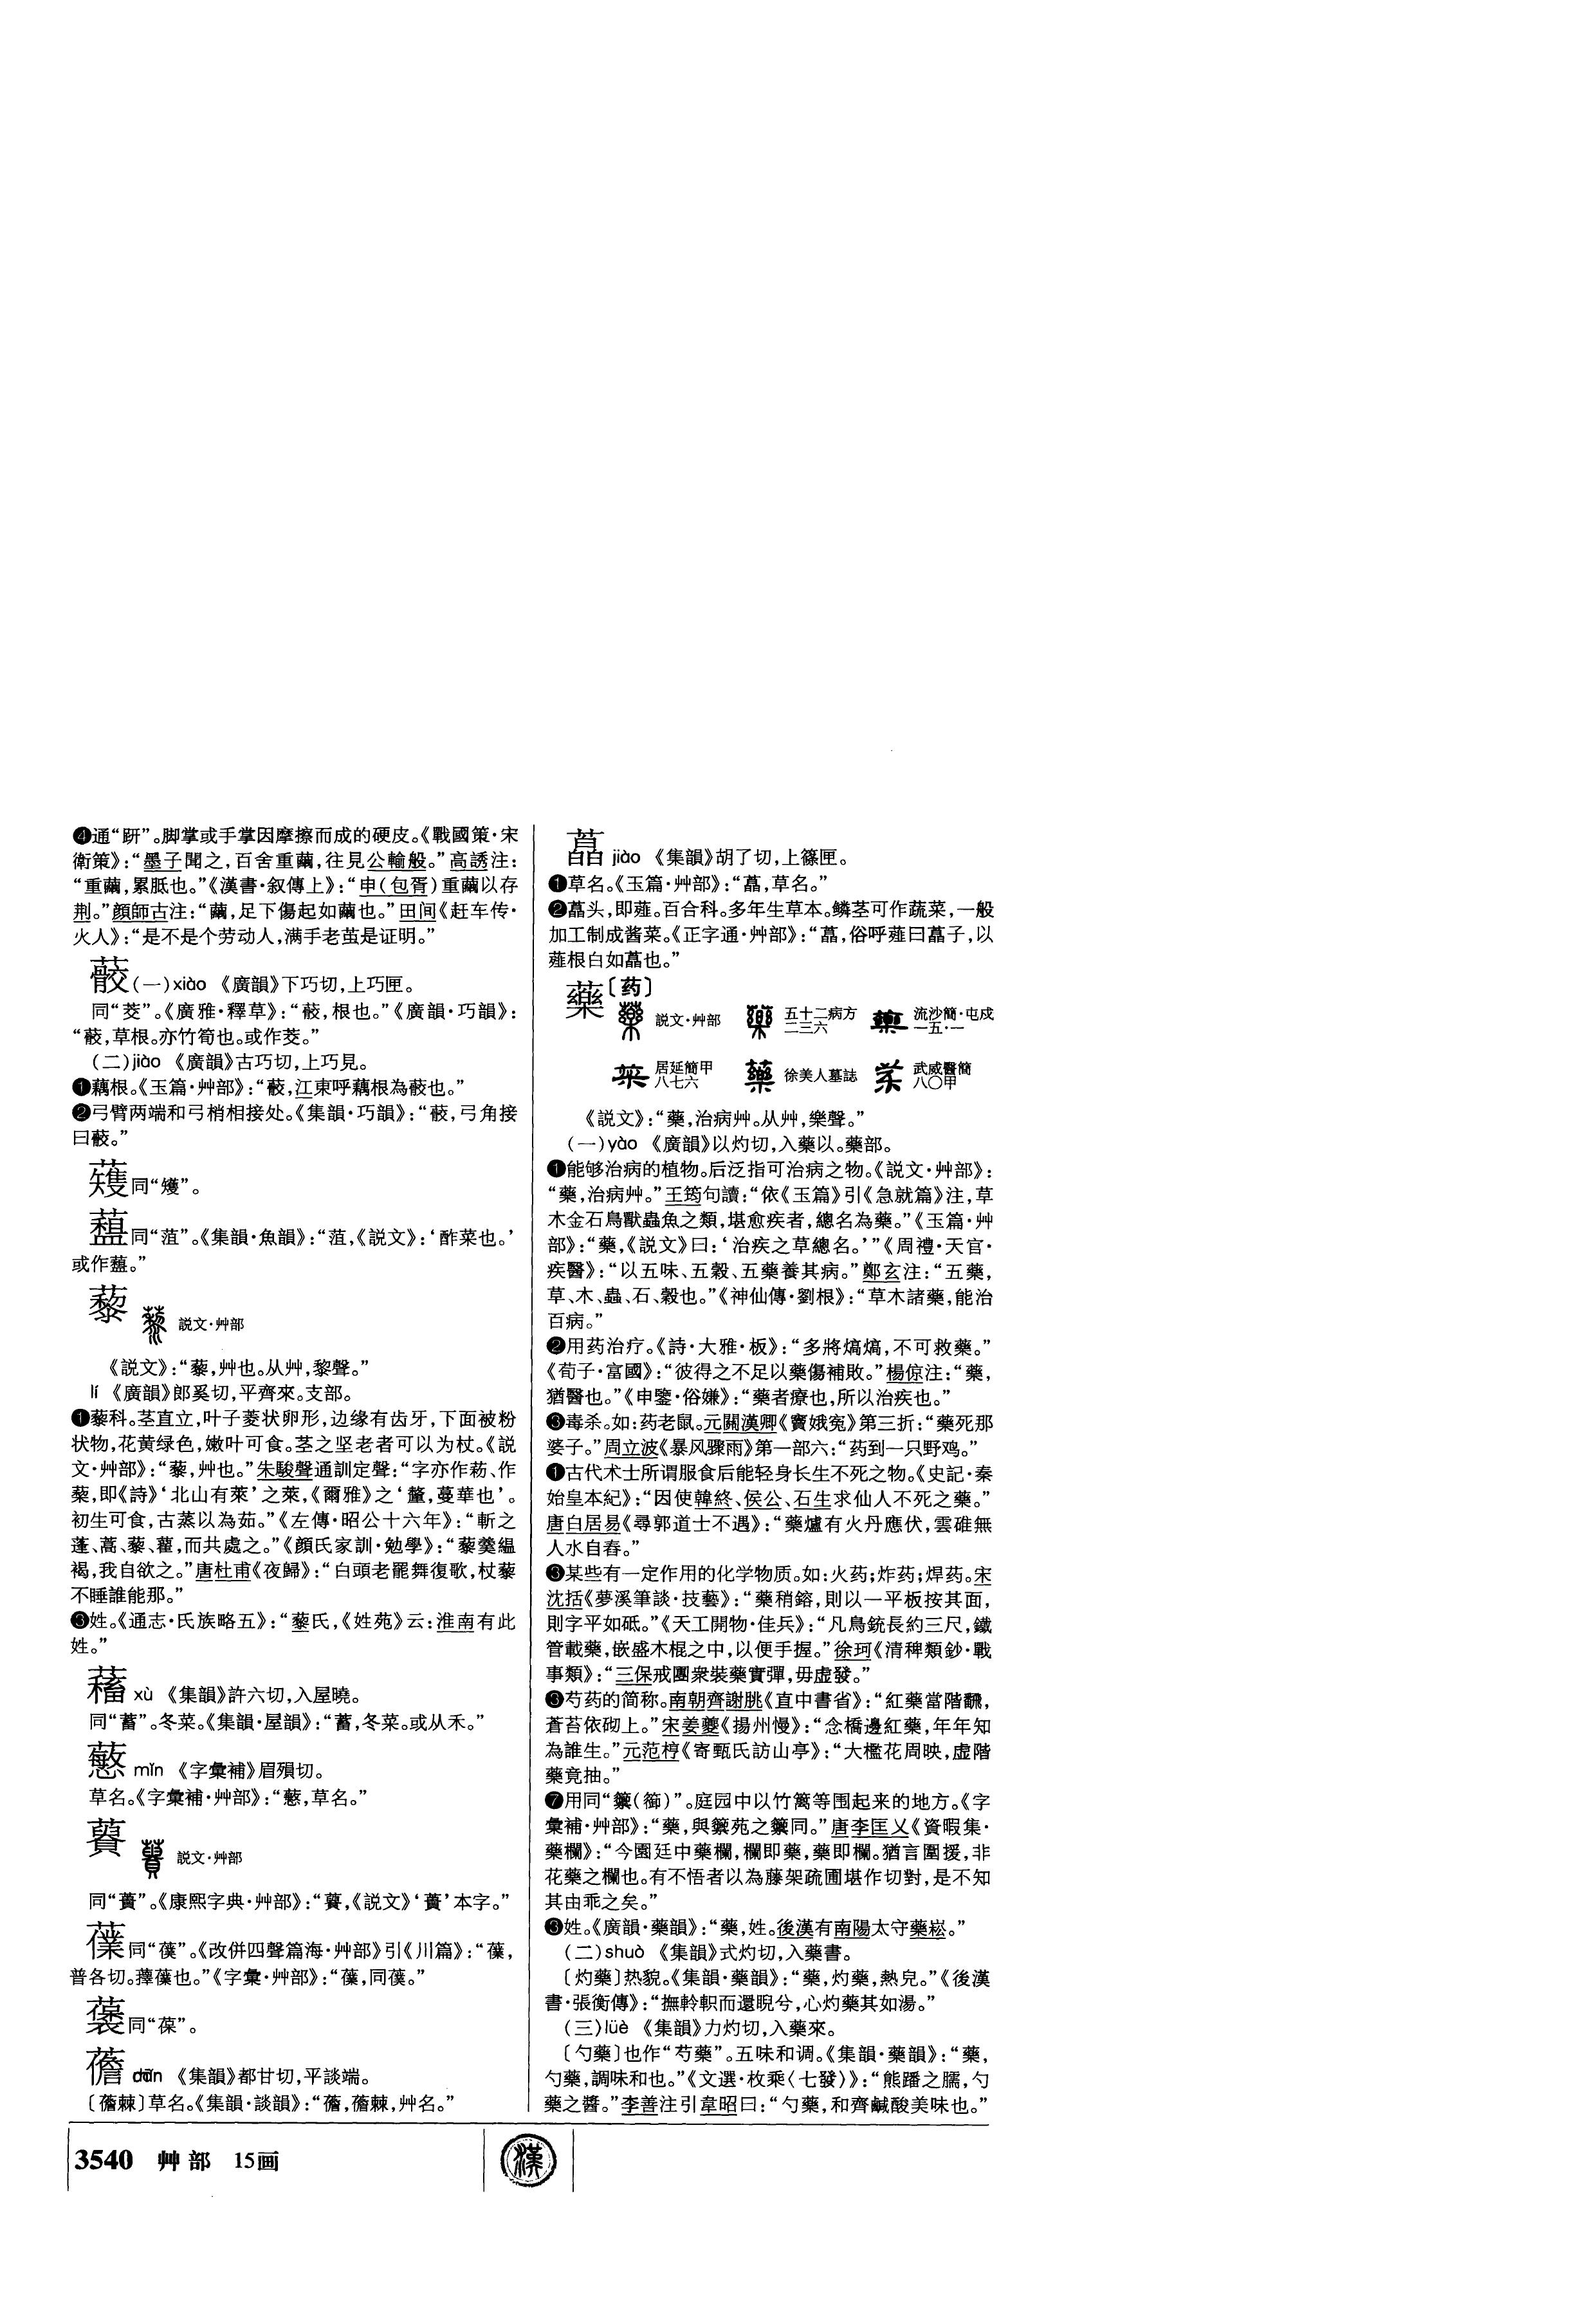 ❹通“趼”。脚掌或手掌因摩擦而成的硬皮。《戰國策·宋
衛策》：“墨子聞之，百舍重繭，往見公輸般。”高誘注：
“重繭，累胝也。”《漢書·叙傳上》：“申(包胥)重繭以存
荆。”顔師古注：“繭，足下傷起如繭也。”田间《赶车传·
火人》：“是不是个劳动人，满手老茧是证明。”
䕧(一)xiào 《廣韻》下巧切，上巧匣。
同“茭”。《廣雅·釋草》：“䕧，根也。”《廣韻·巧韻》：
“䕧，草根。亦竹筍也。或作茭。”
(二)jiào 《廣韻》古巧切，上巧見。
❶藕根。《玉篇·艸部》：“䕧，江東呼藕根為䕧也。”
❷弓臂两端和弓梢相接处。《集韻·巧韻》：“䕧，弓角接
曰䕧。”
同“矱”。
蕴同“菹”。《集韻·魚韻》：“菹，《説文》：‘酢菜也。’
或作。”
藜
説文·艸部
《説文》：“藜，艸也。从艸，黎聲。”
lí 《廣韻》郎奚切，平齊來。支部。
❶藜科。茎直立，叶子菱状卵形，边缘有齿牙，下面被粉
状物，花黄绿色，嫩叶可食。茎之坚老者可以为杖。《説
文·艸部》：“藜，艸也。”朱駿聲通訓定聲：“字亦作䓞、作
蔾，即《詩》‘北山有萊’之萊，《爾雅》之‘釐，蔓華也’。
初生可食，古蒸以為茹。”《左傳·昭公十六年》：“斬之
蓬、蒿、藜、藋，而共處之。”《顔氏家訓·勉學》：“藜羹緼
褐，我自欲之。”唐杜甫《夜歸》：“白頭老罷舞復歌，杖藜
不睡誰能那。”
❸姓。《通志·氏族略五》：“藜氏，《姓苑》云：淮南有此
姓。”
稸 xù 《集韻》許六切，入屋曉。
同“蓄”。冬菜。《集韻·屋韻》：“蓄，冬菜。或从禾。”
mǐn 《字彙補》眉殞切。
草名。《字彙補·艸部》：“，草名。”
説文·艸部
同“蕢”。《康熙字典·艸部》：“，《説文》‘蕢’本字。”
同“䔕”。《改併四聲篇海·艸部》引《川篇》：“，
普各切。也。”《字彙·艸部》：“，同。”
同“葆”。
dān 《集韻》都甘切，平談端。
〔棘〕草名。《集韻·談韻》：“，棘，艸名。”
藠 jiào 《集韻》胡了切，上篠匣。
❶草名。《玉篇·艸部》：“藠，草名。”
❷藠头，即薤。百合科。多年生草本。鳞茎可作蔬菜，一般
加工制成酱菜。《正字通·艸部》：“藠，俗呼薤曰藠子，以
薤根白如藠也。”
藥〔药〕
説文·艸部 五十二病方二三六 流沙簡·屯戍一五·一
居延簡甲八七六 徐美人墓誌 武威醫簡八〇甲
《説文》：“藥，治病艸。从艸，樂聲。”
(一)yào 《廣韻》以灼切，入藥以。藥部。
❶能够治病的植物。后泛指可治病之物。《説文·艸部》：
“藥，治病艸。”王筠句讀：“依《玉篇》引《急就篇》注，草
木金石鳥獸蟲魚之類，堪愈疾者，總名為藥。”《玉篇·艸
部》：“藥，《説文》曰：‘治疾之草總名。’”《周禮·天官·
疾醫》：“以五味、五穀、五藥養其病。”鄭玄注：“五藥，
草、木、蟲、石、穀也。”《神仙傳·劉根》：“草木諸藥，能治
百病。”
❷用药治疗。《詩·大雅·板》：“多將熇熇，不可救藥。”
《荀子·富國》：“彼得之不足以藥傷補敗。”楊倞注：“藥，
猶醫也。”《申鑒·俗嫌》：“藥者療也，所以治疾也。”
❸毒杀。如：药老鼠。元關漢卿《竇娥寃》第三折：“藥死那
婆子。”周立波《暴风骤雨》第一部六：“药到一只野鸡。”
❶古代术士所谓服食后能轻身长生不死之物。《史記·秦
始皇本紀》：“因使韓終、侯公、石生求仙人不死之藥。”
唐白居易《尋郭道士不遇》：“藥爐有火丹應伏，雲碓無
人水自舂。”
❸某些有一定作用的化学物质。如：火药；炸药；焊药。宋
沈括《夢溪筆談·技藝》：“藥稍鎔，則以一平板按其面，
則字平如砥。”《天工開物·佳兵》：“凡鳥銃長約三尺，鐵
管載藥，嵌盛木棍之中，以便手握。”徐珂《清稗類鈔·戰
事類》：“三保戒團衆裝藥實彈，毋虚發。”
❸芍药的简称。南朝齊謝朓《直中書省》：“紅藥當階飜，
蒼苔依砌上。”宋姜夔《揚州慢》：“念橋邊紅藥，年年知
為誰生。”元范梈《寄甄氏訪山亭》：“大檻花周映，虚階
藥竟抽。”
❼用同“籞(篽)”。庭园中以竹篱等围起来的地方。《字
彙補·艸部》：“藥，與籞苑之籞同。”唐李匡乂《資暇集·
藥欄》：“今園廷中藥欄，欄即藥，藥即欄。猶言圍援，非
花藥之欄也。有不悟者以為藤架疏圃堪作切對，是不知
其由乖之矣。”
❸姓。《廣韻·藥韻》：“藥，姓。後漢有南陽太守藥崧。”
(二)shuò 《集韻》式灼切，入藥書。
〔灼藥〕热貌。《集韻·藥韻》：“藥，灼藥，熱皃。”《後漢
書·張衡傳》：“撫軨軹而還睨兮，心灼藥其如湯。”
(三)lüè 《集韻》力灼切，入藥來。
〔勺藥〕也作“芍藥”。五味和调。《集韻·藥韻》：“藥，
勺藥，調味和也。”《文選·枚乘〈七發〉》：“熊蹯之臑，勺
藥之醬。”李善注引韋昭曰：“勺藥，和齊鹹酸美味也。”
3540 艸部 15画
漢